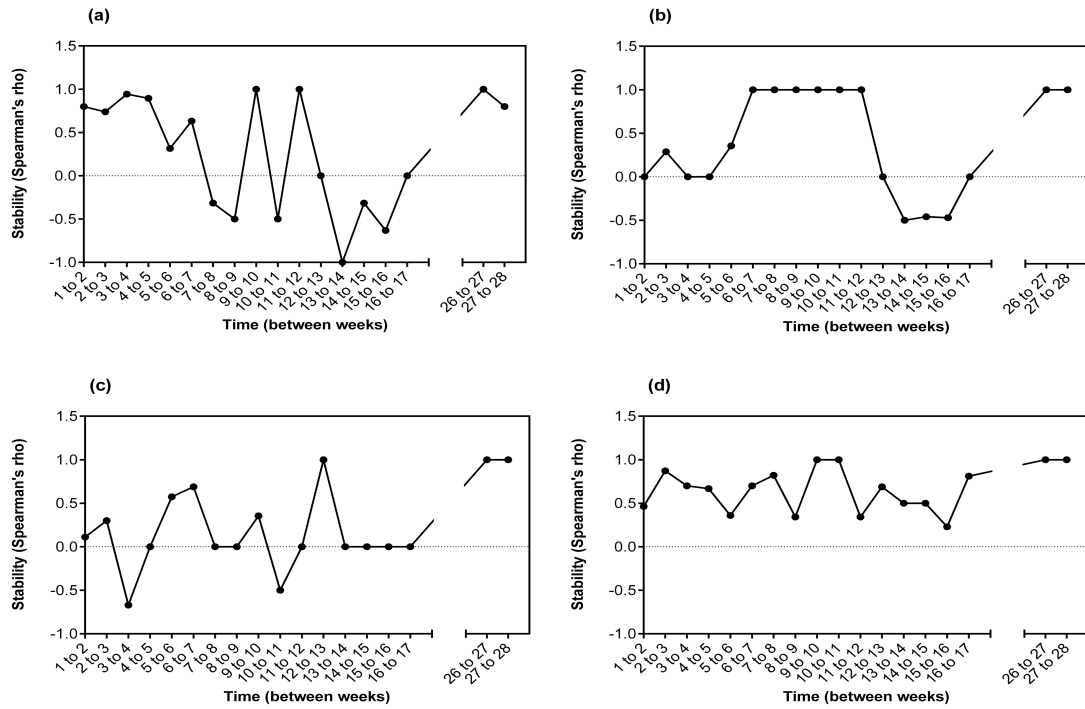 (a)
Stability (Spearman's rho)
1.5
1.0
0.5
0.0
-0.5
-1.0
1 to 2
2 to 3
3 to 4
4 to 5
5 to 6
6 to 7
7 to 8
8 to 9
9 to 10
10 to 11
11 to 12
12 to 13
13 to 14
14 to 15
15 to 16
16 to 17
26 to 27
27 to 28
Time (between weeks)
(b)
Stability (Spearman's rho)
1.5
1.0
0.5
0.0
-0.5
-1.0
1 to 2
2 to 3
3 to 4
4 to 5
5 to 6
6 to 7
7 to 8
8 to 9
9 to 10
10 to 11
11 to 12
12 to 13
13 to 14
14 to 15
15 to 16
16 to 17
26 to 27
27 to 28
Time (between weeks)
(c)
Stability (Spearman's rho)
1.5
1.0
0.5
0.0
-0.5
-1.0
1 to 2
2 to 3
3 to 4
4 to 5
5 to 6
6 to 7
7 to 8
8 to 9
9 to 10
10 to 11
11 to 12
12 to 13
13 to 14
14 to 15
15 to 16
16 to 17
26 to 27
27 to 28
Time (between weeks)
(d)
Stability (Spearman's rho)
1.5
1.0
0.5
0.0
-0.5
-1.0
1 to 2
2 to 3
3 to 4
4 to 5
5 to 6
6 to 7
7 to 8
8 to 9
9 to 10
10 to 11
11 to 12
12 to 13
13 to 14
14 to 15
15 to 16
16 to 17
26 to 27
27 to 28
Time (between weeks)